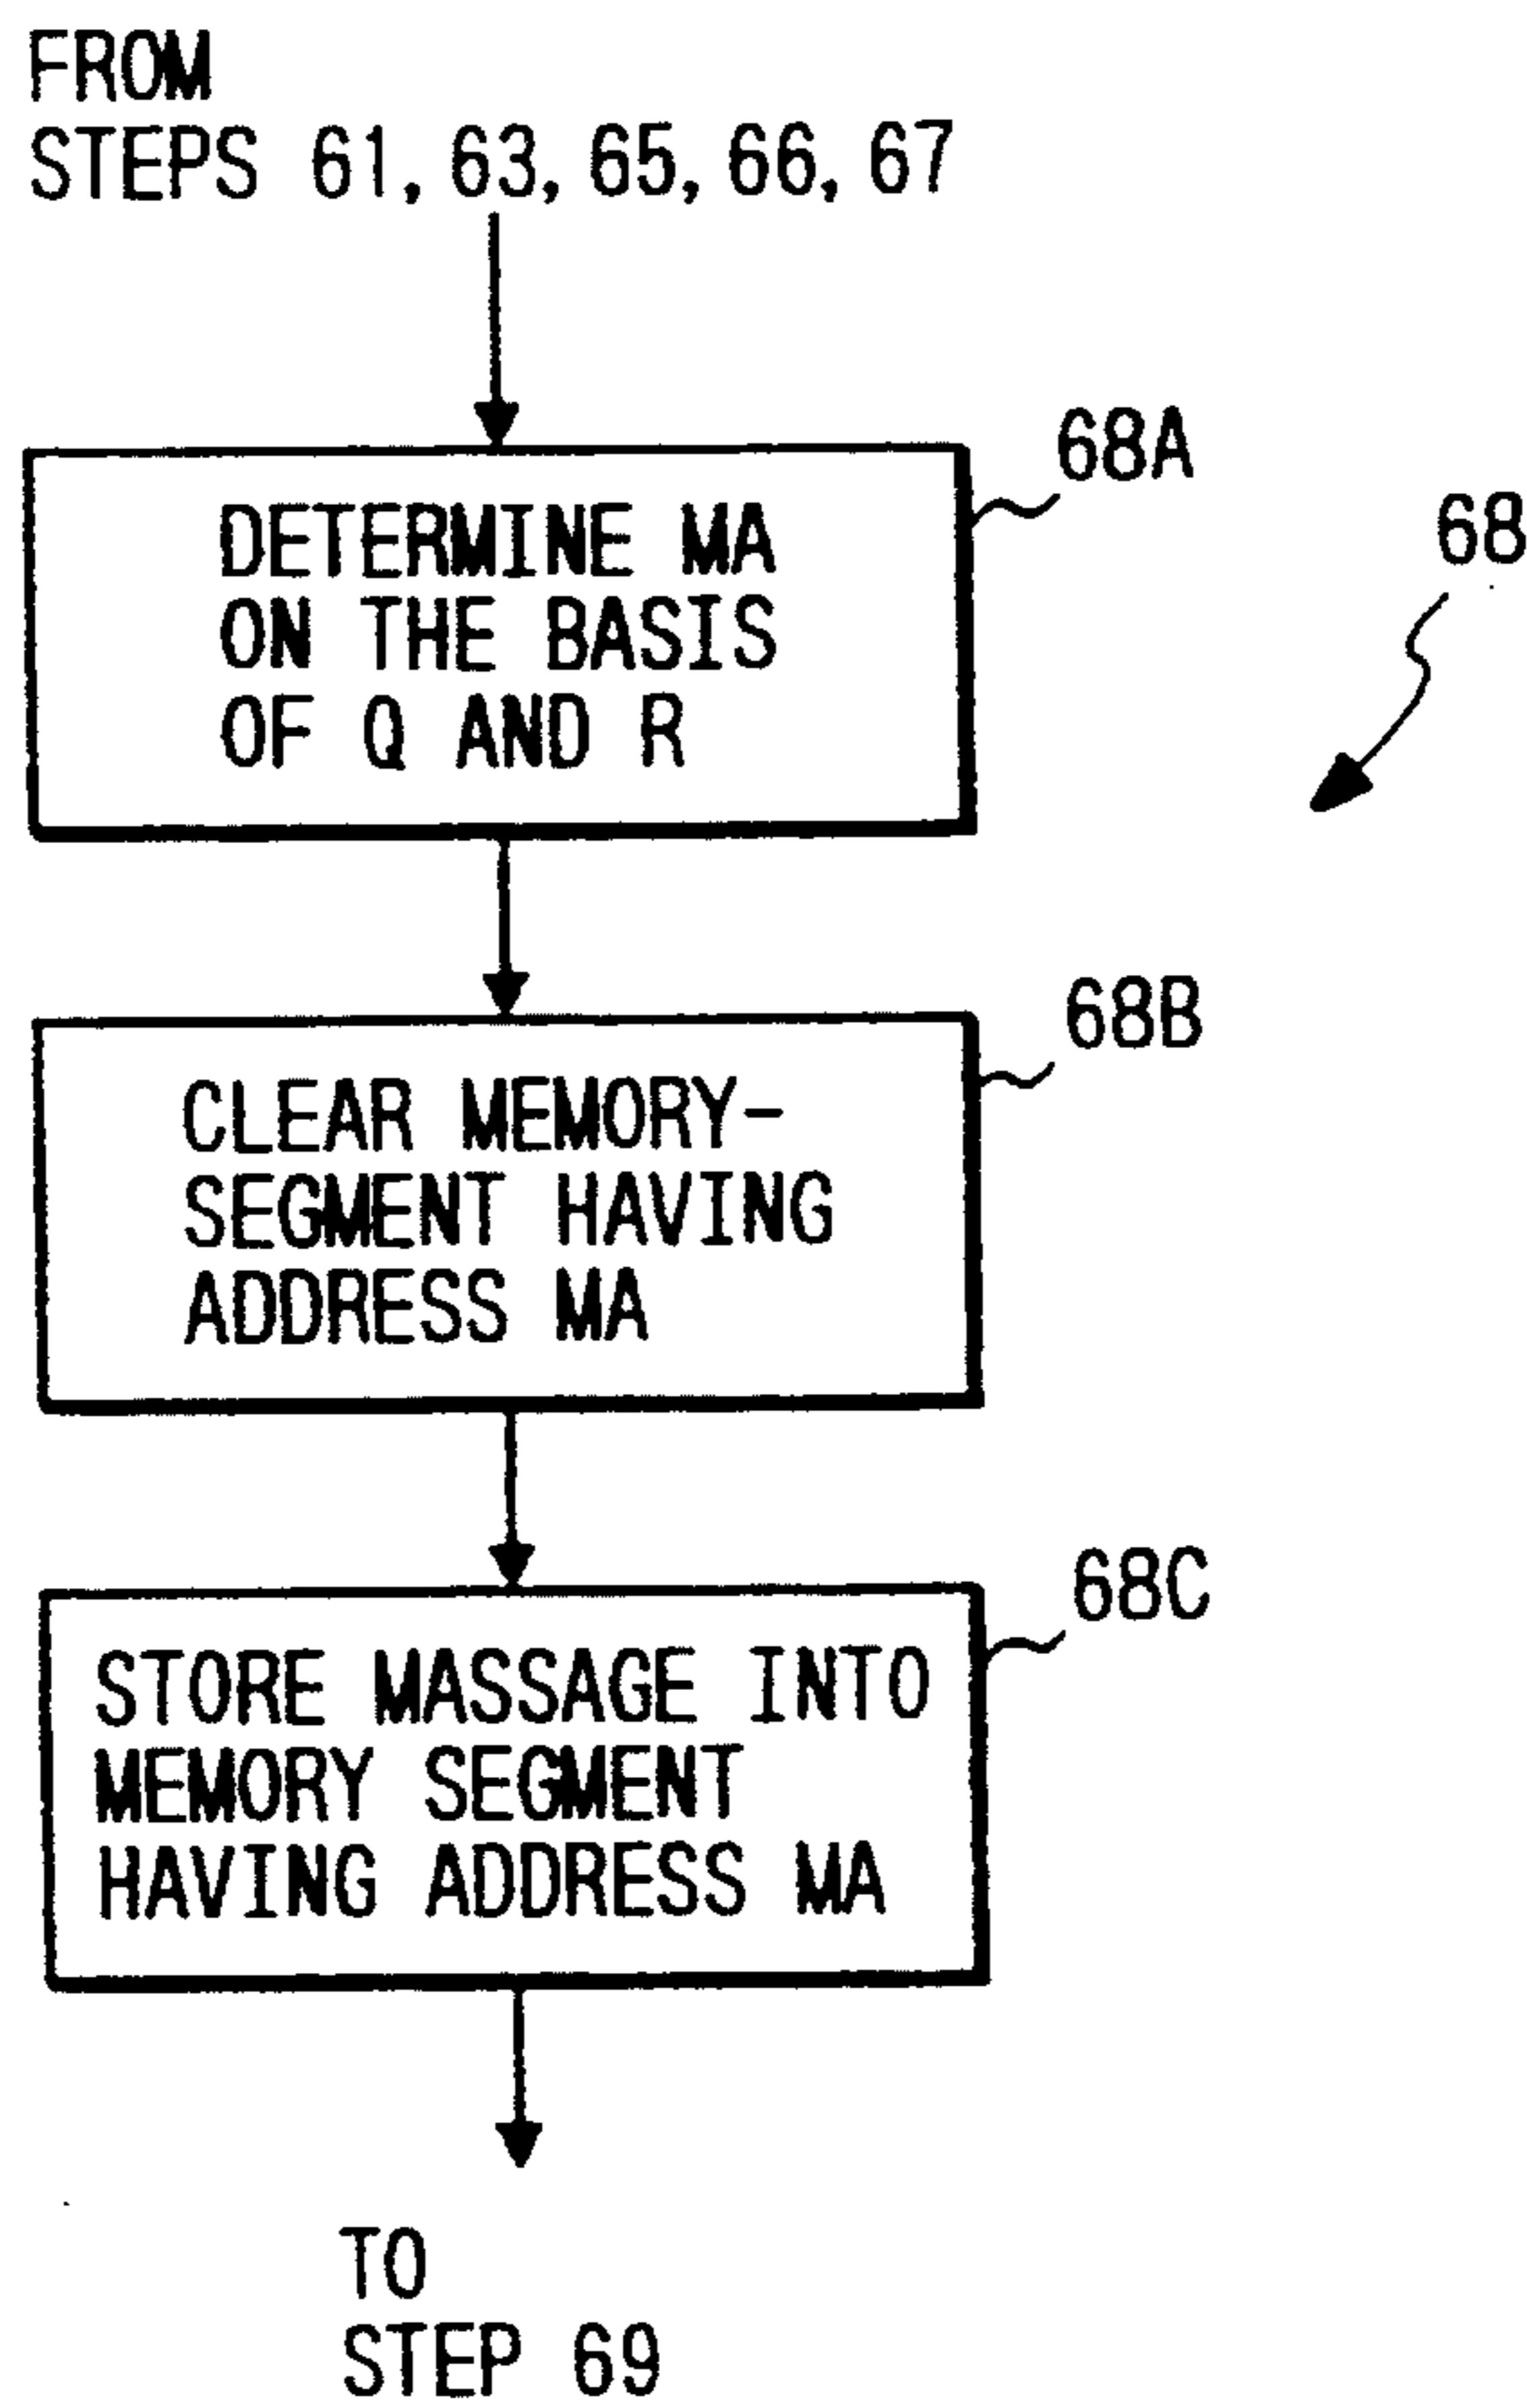 FROM
STEPS 61, 63, 65, 66, 67
68A
68
DETERMINE MA
ON THE BASIS
OF Q AND R
68B
CLEAR MEMORY-
SEGMENT HAVING
ADDRESS MA
68C
STORE MASSAGE INTO
MEMORY SEGMENT
HAVING ADDRESS MA
TO
STEP 69